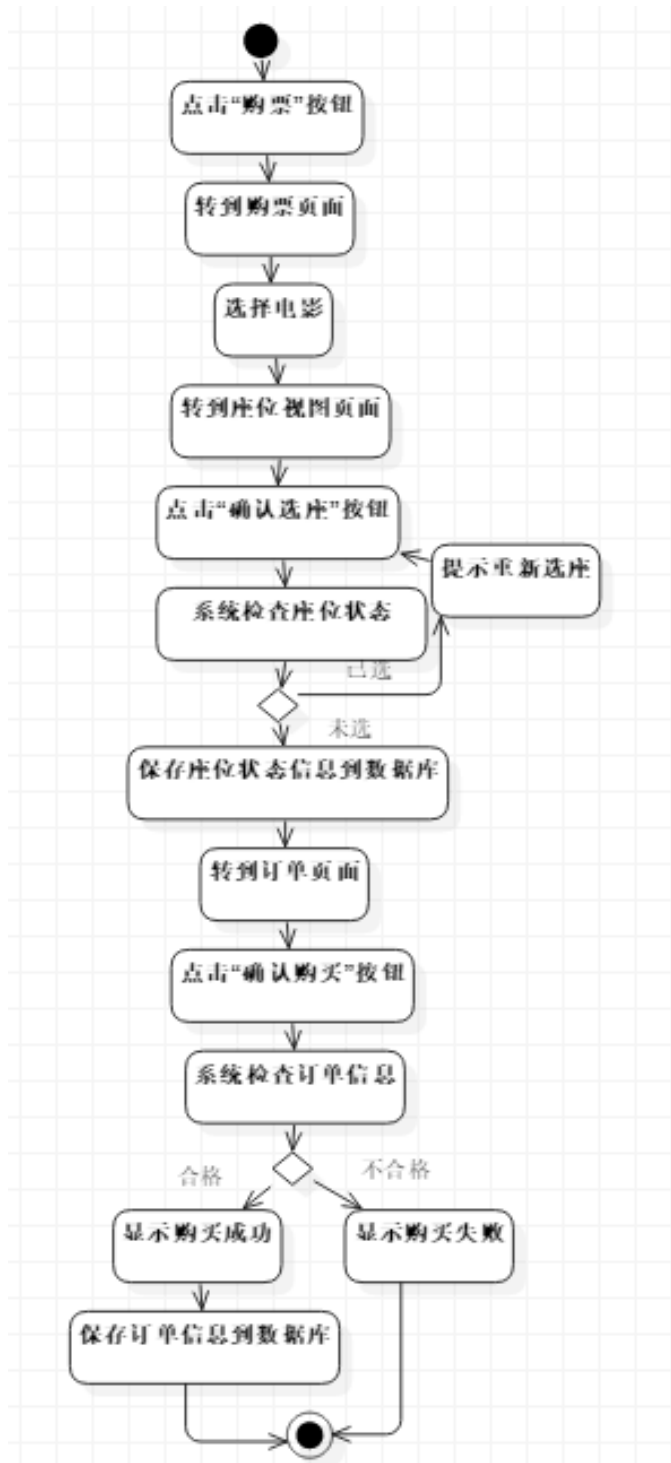 点击“购票”按钮
转到购票页面
选择电影
转到座位视图页面
点击“确认选座”按钮
提示重新选座
系统检查座位状态
已选
未选
保存座位状态信息到数据库
转到订单页面
点击“确认购买”按钮
系统检查订单信息
合格
不合格
显示购买成功
显示购买失败
保存订单信息到数据库